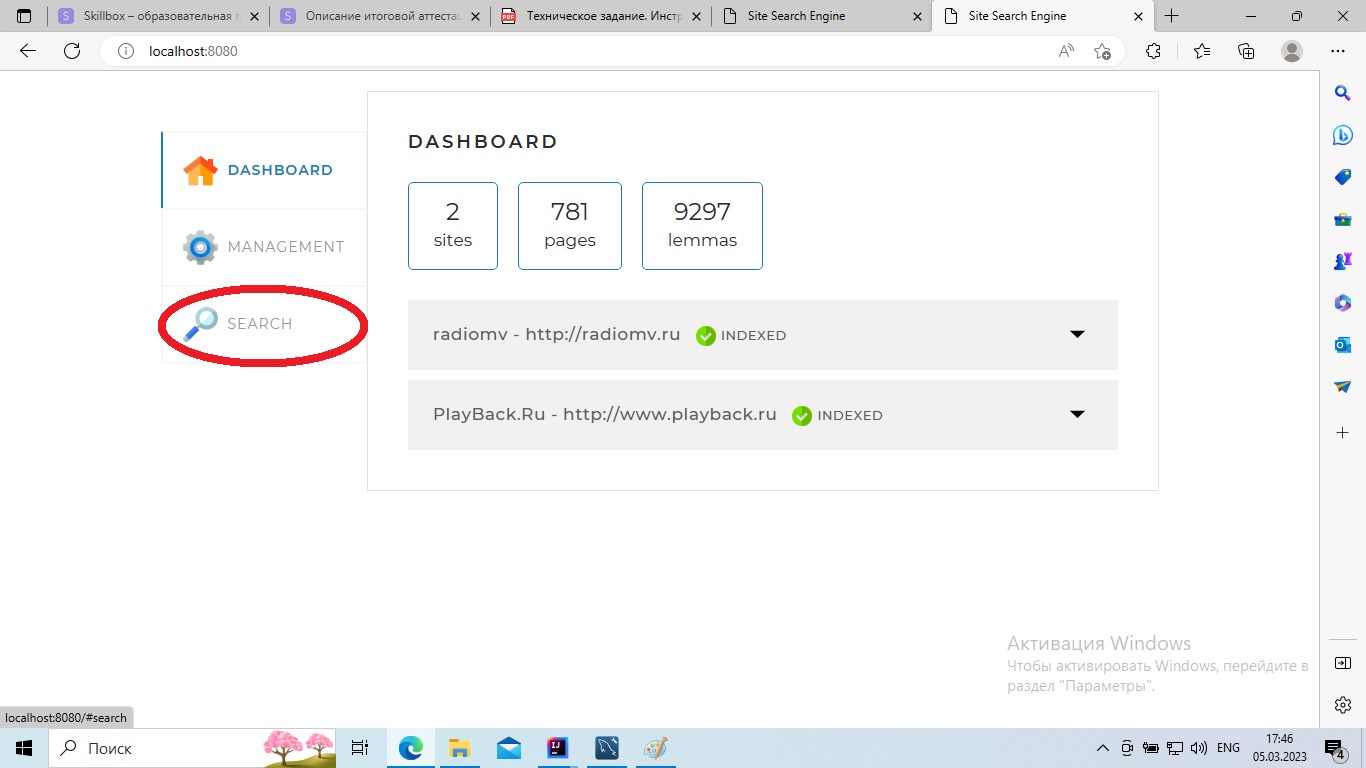 Skillbox – образовательная п
Описание итоговой аттестац
Техническое задание. Инстр
Site Search Engine
Site Search Engine
localhost:8080
DASHBOARD
MANAGEMENT
SEARCH
DASHBOARD
2
sites
781
pages
9297
lemmas
radiomv - http://radiomv.ru INDEXED
PlayBack.Ru - http://www.playback.ru INDEXED
Активация Windows
Чтобы активировать Windows, перейдите в
раздел "Параметры".
localhost:8080/#search
Поиск
ENG
17:46
05.03.2023
4